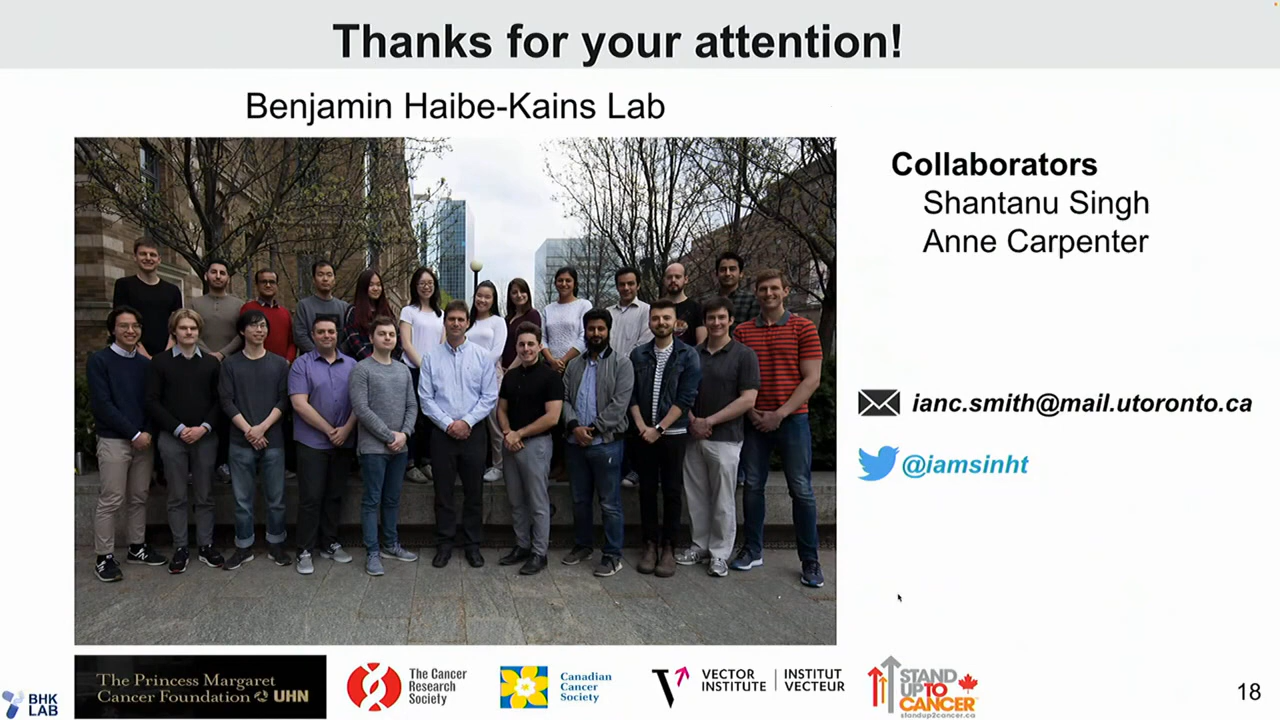 Thanks for your attention!
Benjamin Haibe-Kains Lab
Collaborators
Shantanu Singh
Anne Carpenter
ianc.smith@mail.utoronto.ca
@iamsinht
The Princess Margaret
Cancer Foundation UHN
The Cancer
Research
Society
Canadian
Cancer
Society
V
VECTOR
INSTITUTE
INSTITUT
VECTEUR
STAND
UP TO
CANCER
standup2cancer.ca
BHK
LAB
18